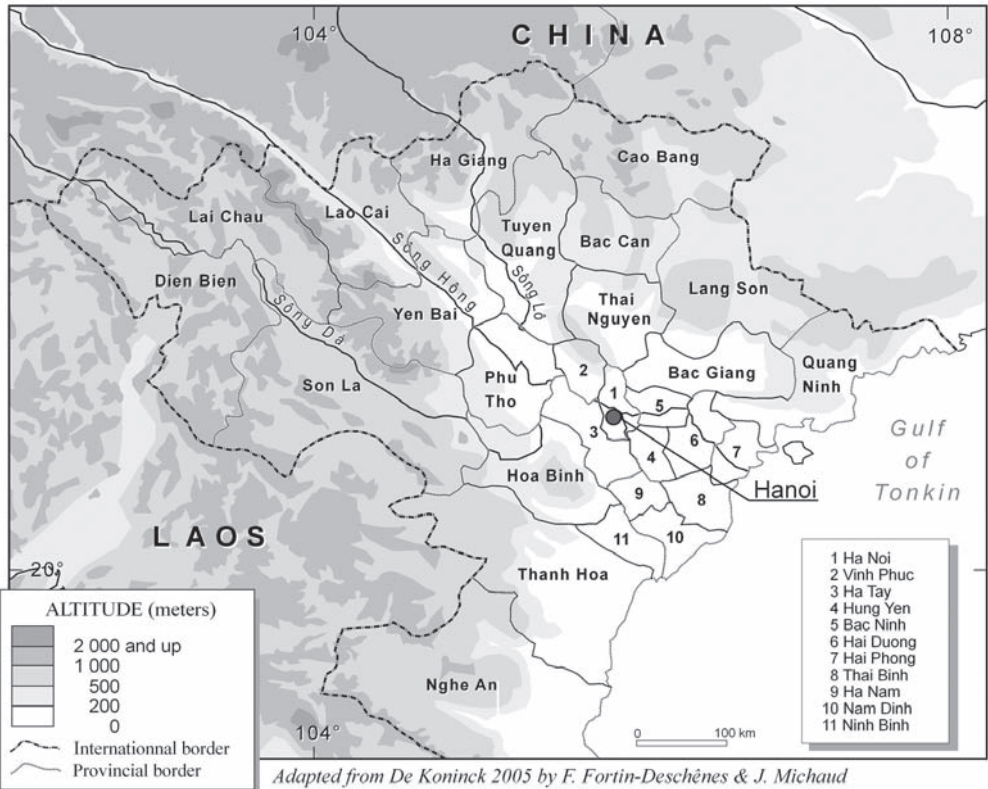 104°
CHINA
108°
Ha Giang
Cao Bang
Lai Chau
Lao Cai
Tuyen
Quang
Bac Can
Sông Hông
Sông Lô
Dien Bien
Sông Dà
Yen Bai
Thai
Nguyen
Lang Son
Son La
Phu
Tho
Bac Giang
Quang
Ninh
2
1
5
3
6
7
4
Gulf
of
Tonkin
Hoa Binh
Hanoi
9
8
LAOS
11
10
20°
Thanh Hoa
Nghe An
104°
ALTITUDE (meters)
2 000 and up
1 000
500
200
0
Internationnal border
Provincial border
1 Ha Noi
2 Vinh Phuc
3 Ha Tay
4 Hung Yen
5 Bac Ninh
6 Hai Duong
7 Hai Phong
8 Thai Binh
9 Ha Nam
10 Nam Dinh
11 Ninh Binh
0 100 km
Adapted from De Koninck 2005 by F. Fortin-Deschênes & J. Michaud